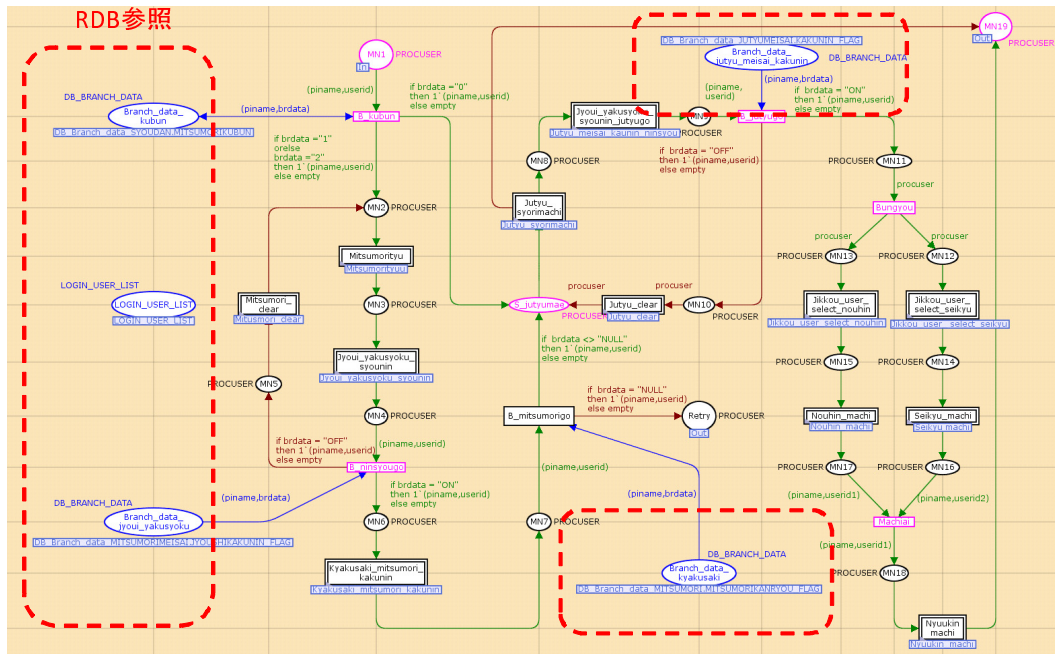 RDB参照
MN1
PROCUSER
In
(piname,userid)
DB_BRANCH_DATA
Branch_data_
kubun
DB_Branch_data_SYOUDAN.MITSUMORIKUBUN
(piname,brdata)
B_kubun
if brdata ="0"
then 1`(piname,userid)
else empty
if brdata ="1"
orelse
brdata ="2"
then 1`(piname,userid)
else empty
MN2
PROCUSER
Mitsumorityu
Mitsumorityuu
LOGIN_USER_LIST
LOGIN_USER_LIST
LOGIN_USER_LIST
Mitsumori_
clear
Mitusmori_clear
MN3
PROCUSER
Jyoui_yakusyoku_
syounin
Jyoui_yakusyoku_syounin
PROCUSER
MN5
MN4
PROCUSER
(piname,userid)
if brdata = "OFF"
then 1`(piname,userid)
else empty
B_ninsyougo
(piname,brdata)
if brdata = "ON"
then 1`(piname,userid)
else empty
DB_BRANCH_DATA
Branch_data_
jyoui_yakusyoku
MN6
PROCUSER
Kyakusaki_mitsumori_
kakunin
Kyakusaki_mitsumori_kakunin
Jyoui_yakusyoku_
syounin_jutyugo
Jutyu_meisai_kaunin_ninsyou
PROCUSER
MN8
PROCUSER
Jutyu_
syorimachi
Jutyu_syorimachi
S_jutyumae
PROCUSER
procuser
Jutyu_clear
Jutyu_clear
procuser
MN10
PROCUSER
if brdata <> "NULL"
then 1`(piname,userid)
else empty
if brdata = "NULL"
then 1`(piname,userid)
else empty
B_mitsumorigo
Retry
PROCUSER
Out
(piname,userid)
(piname,brdata)
MN7
PROCUSER
DB_BRANCH_DATA
Branch_data_
kyakusaki
DB_Branch_data_MITSUMORI.MITSUMORIKANRYOU_FLAG
DB_Branch_data_JUTYUMEISAI.KAKUNIN_FLAG
Branch_data_
jutyu_meisai_kakunin
DB_BRANCH_DATA
(piname,
userid)
(piname,brdata)
if brdata = "ON"
then 1`(piname,userid)
else empty
B_jutyugo
if brdata = "OFF"
then 1`(piname,userid)
else empty
MN19
Out
PROCUSER
PROCUSER
MN11
procuser
Bungyou
procuser
procuser
PROCUSER
MN13
PROCUSER
MN12
Jikkou_user_
select_nouhin
Jikkou_user_select_nouhin
Jikkou_user_
select_seikyu
Jikkou_user_select_seikyu
PROCUSER
MN15
PROCUSER
MN14
Nouhin_machi
Nouhin_machi
Seikyu_machi
Seikyu_machi
PROCUSER
MN17
PROCUSER
MN16
(piname,userid1)
(piname,userid2)
Machiai
(piname,userid1)
PROCUSER
MN18
Nyuukin_
machi
Nyuukin_machi